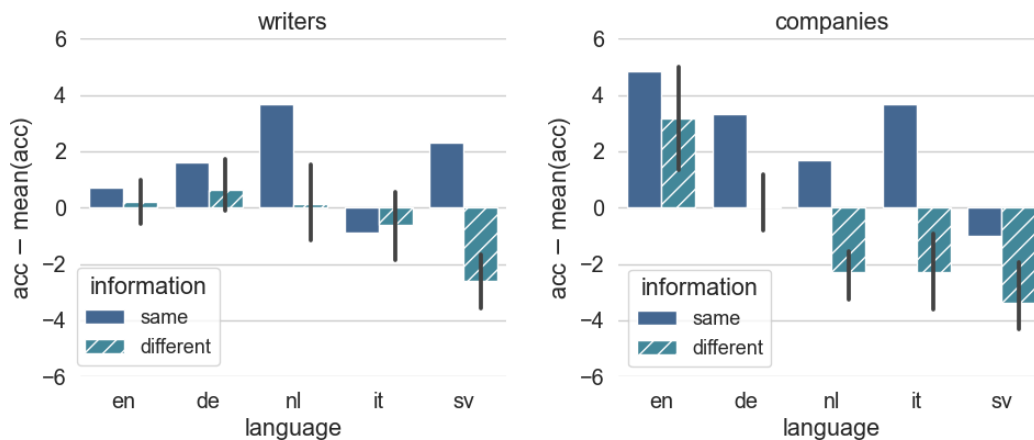 writers
6
4
2
0
−2
−4
−6
acc − mean(acc)
information
same
different
en de nl it sv
language
companies
6
4
2
0
−2
−4
−6
acc − mean(acc)
information
same
different
en de nl it sv
language